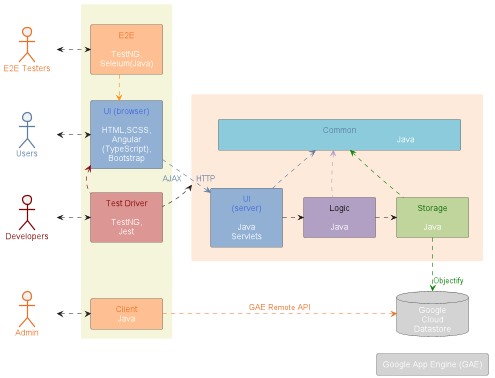 E2E
TestNG,
Seleium(Java)
E2E Testers
UI (browser)
HTML,SCSS,
Angular
(TypeScript),
Bootstrap
Users
Common
Java
AJAX
HTTP
Test Driver
TestNG,
Jest
Developers
UI
(server)
Java
Servlets
Logic
Java
Storage
Java
Objectify
Client
Java
Admin
GAE Remote API
Google
Cloud
Datastore
Google App Engine (GAE)